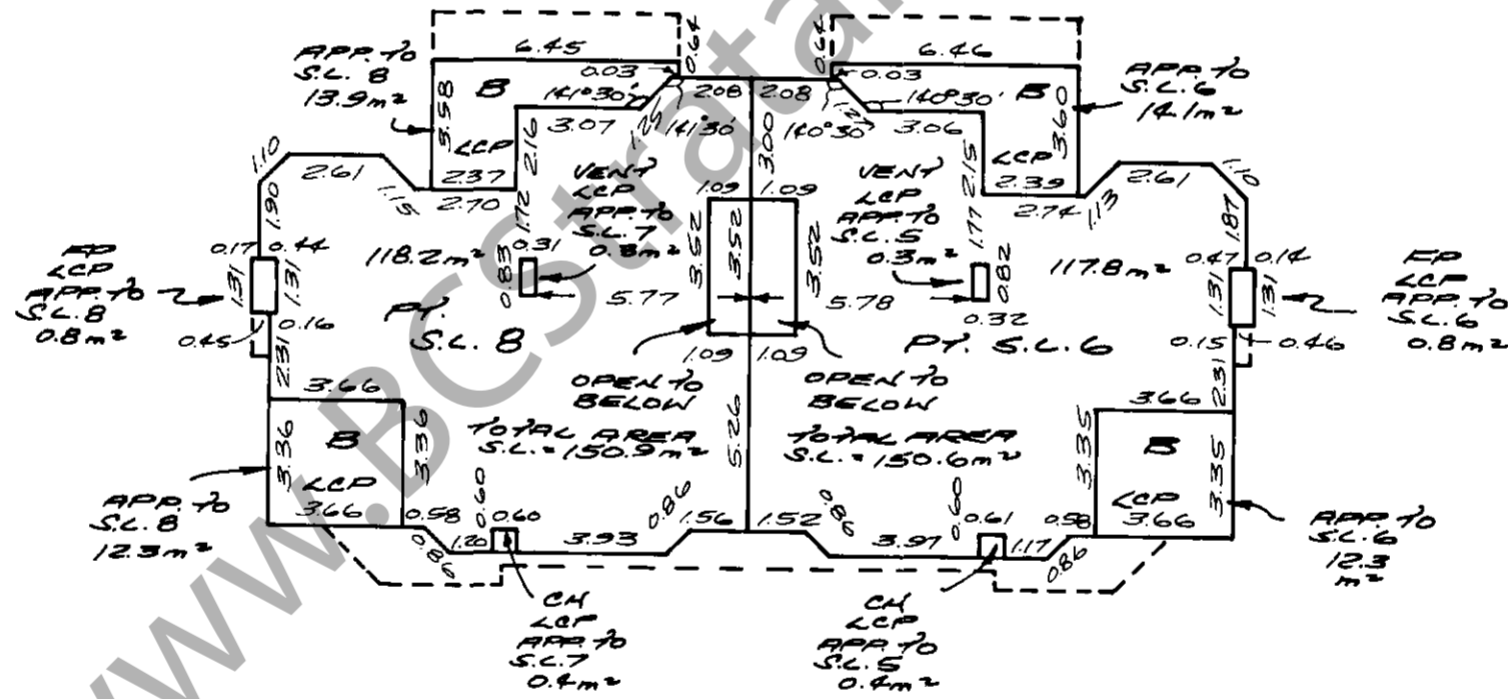 6.45
0.64
0.64
6.46
APP. TO
S.L. 8
13.9m²
0.03
0.03
APP. TO
S.L. 6
14.1m²
B
B
3.58
141°30'
2.08
2.08
140°30'
3.60
3.07
1.25
141°30'
140°30'
3.06
LCP
2.16
3.00
2.15
LCP
1.10
2.61
2.37
2.39
2.61
1.10
1.15
2.70
2.74
1.13
VENT
LCP
APP. TO
S.L. 7
0.3m²
VENT
LCP
APP. TO
S.L. 5
0.3m²
1.90
1.72
1.09
1.09
1.77
1.87
FP
LCP
APP. TO
S.L. 8
0.8m²
0.17
0.44
118.2m²
0.31
117.8m²
0.47
0.14
FP
LCP
APP. TO
S.L. 6
0.8m²
1.31
1.31
0.83
3.52
3.52
3.52
0.82
1.31
1.31
5.77
5.78
0.32
PT.
S.L. 8
PT. S.L. 6
0.45
0.16
0.15
0.46
2.31
1.09
1.09
2.31
OPEN TO
BELOW
OPEN TO
BELOW
3.66
3.66
TOTAL AREA
S.L. = 150.9m²
TOTAL AREA
S.L. = 150.6m²
B
B
3.36
3.36
5.26
3.35
3.35
LCP
3.66
LCP
3.66
APP. TO
S.L. 8
12.3m²
APP. TO
S.L. 6
12.3
m²
0.58
0.60
0.60
0.86
1.56
1.52
0.86
0.60
0.61
0.58
0.86
1.20
3.93
3.97
1.17
0.86
CH
LCP
APP. TO
S.L. 7
0.4m²
CH
LCP
APP. TO
S.L. 5
0.4m²
www.BCStrata